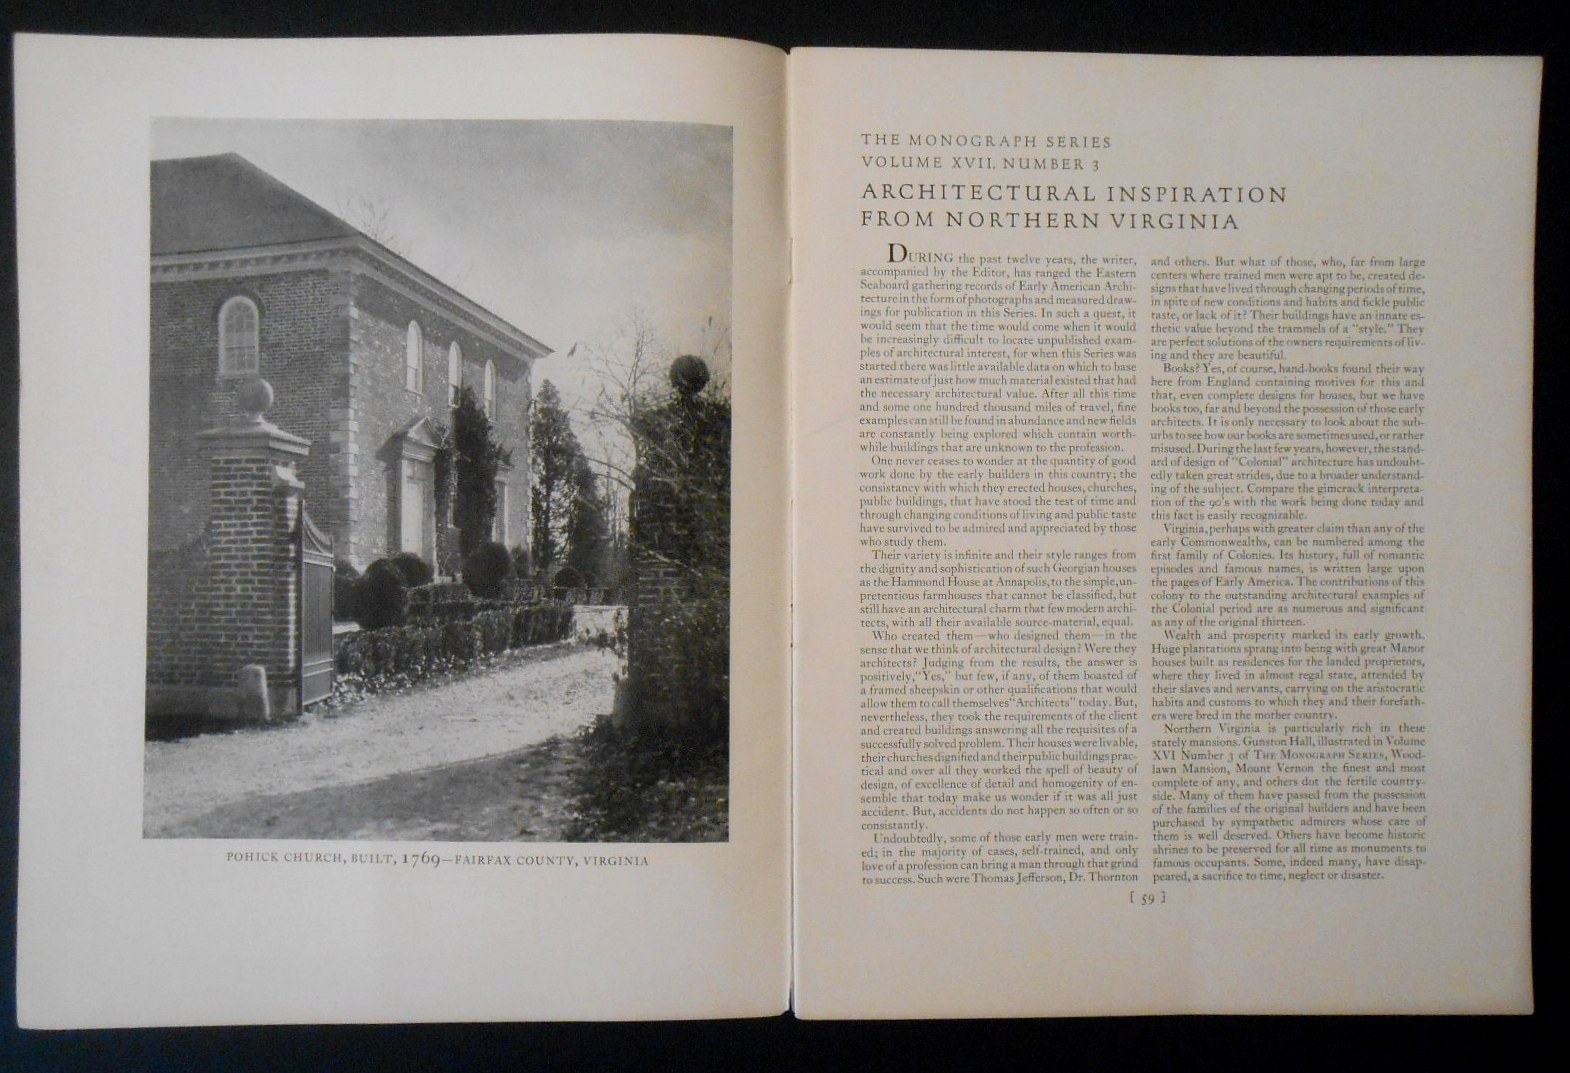 POHICK CHURCH, BUILT, 1769—FAIRFAX COUNTY, VIRGINIA
THE MONOGRAPH SERIES
VOLUME XVII, NUMBER 3
ARCHITECTURAL INSPIRATION
FROM NORTHERN VIRGINIA
DURING the past twelve years, the writer,
accompanied by the Editor, has ranged the Eastern
Seaboard gathering records of Early American Archi-
tecture in the form of photographs and measured draw-
ings for publication in this Series. In such a quest, it
would seem that the time would come when it would
be increasingly difficult to locate unpublished exam-
ples of architectural interest, for when this Series was
started there was little available data on which to base
an estimate of just how much material existed that had
the necessary architectural value. After all this time
and some one hundred thousand miles of travel, fine
examples can still be found in abundance and new fields
are constantly being explored which contain worth-
while buildings that are unknown to the profession.
One never ceases to wonder at the quantity of good
work done by the early builders in this country; the
consistancy with which they erected houses, churches,
public buildings, that have stood the test of time and
through changing conditions of living and public taste
have survived to be admired and appreciated by those
who study them.
Their variety is infinite and their style ranges from
the dignity and sophistication of such Georgian houses
as the Hammond House at Annapolis, to the simple, un-
pretentious farmhouses that cannot be classified, but
still have an architectural charm that few modern archi-
tects, with all their available source-material, equal.
Who created them—who designed them—in the
sense that we think of architectural design? Were they
architects? Judging from the results, the answer is
positively, "Yes," but few, if any, of them boasted of
a framed sheepskin or other qualifications that would
allow them to call themselves "Architects" today. But,
nevertheless, they took the requirements of the client
and created buildings answering all the requisites of a
successfully solved problem. Their houses were livable,
their churches dignified and their public buildings prac-
tical and over all they worked the spell of beauty of
design, of excellence of detail and homogenity of en-
semble that today make us wonder if it was all just
accident. But, accidents do not happen so often or so
consistantly.
Undoubtedly, some of those early men were train-
ed; in the majority of cases, self-trained, and only
love of a profession can bring a man through that grind
to success. Such were Thomas Jefferson, Dr. Thornton
and others. But what of those, who, far from large
centers where trained men were apt to be, created de-
signs that have lived through changing periods of time,
in spite of new conditions and habits and fickle public
taste, or lack of it? Their buildings have an innate es-
thetic value beyond the trammels of a "style." They
are perfect solutions of the owners requirements of liv-
ing and they are beautiful.
Books? Yes, of course, hand-books found their way
here from England containing motives for this and
that, even complete designs for houses, but we have
books too, far and beyond the possession of those early
architects. It is only necessary to look about the sub-
urbs to see how our books are sometimes used, or rather
misused. During the last few years, however, the stand-
ard of design of "Colonial" architecture has undoubt-
edly taken great strides, due to a broader understand-
ing of the subject. Compare the gimcrack interpreta-
tion of the 90's with the work being done today and
this fact is easily recognizable.
Virginia, perhaps with greater claim than any of the
early Commonwealths, can be numbered among the
first family of Colonies. Its history, full of romantic
episodes and famous names, is written large upon
the pages of Early America. The contributions of this
colony to the outstanding architectural examples of
the Colonial period are as numerous and significant
as any of the original thirteen.
Wealth and prosperity marked its early growth.
Huge plantations sprang into being with great Manor
houses built as residences for the landed proprietors,
where they lived in almost regal state, attended by
their slaves and servants, carrying on the aristocratic
habits and customs to which they and their forefath-
ers were bred in the mother country.
Northern Virginia is particularly rich in these
stately mansions. Gunston Hall, illustrated in Volume
XVI Number 3 of THE MONOGRAPH SERIES, Wood-
lawn Mansion, Mount Vernon the finest and most
complete of any, and others dot the fertile country-
side. Many of them have passed from the possession
of the families of the original builders and have been
purchased by sympathetic admirers whose care of
them is well deserved. Others have become historic
shrines to be preserved for all time as monuments to
famous occupants. Some, indeed many, have disap-
peared, a sacrifice to time, neglect or disaster.
[ 59 ]